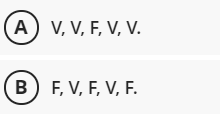 A V, V, F, V, V.
B F, V, F, V, F.